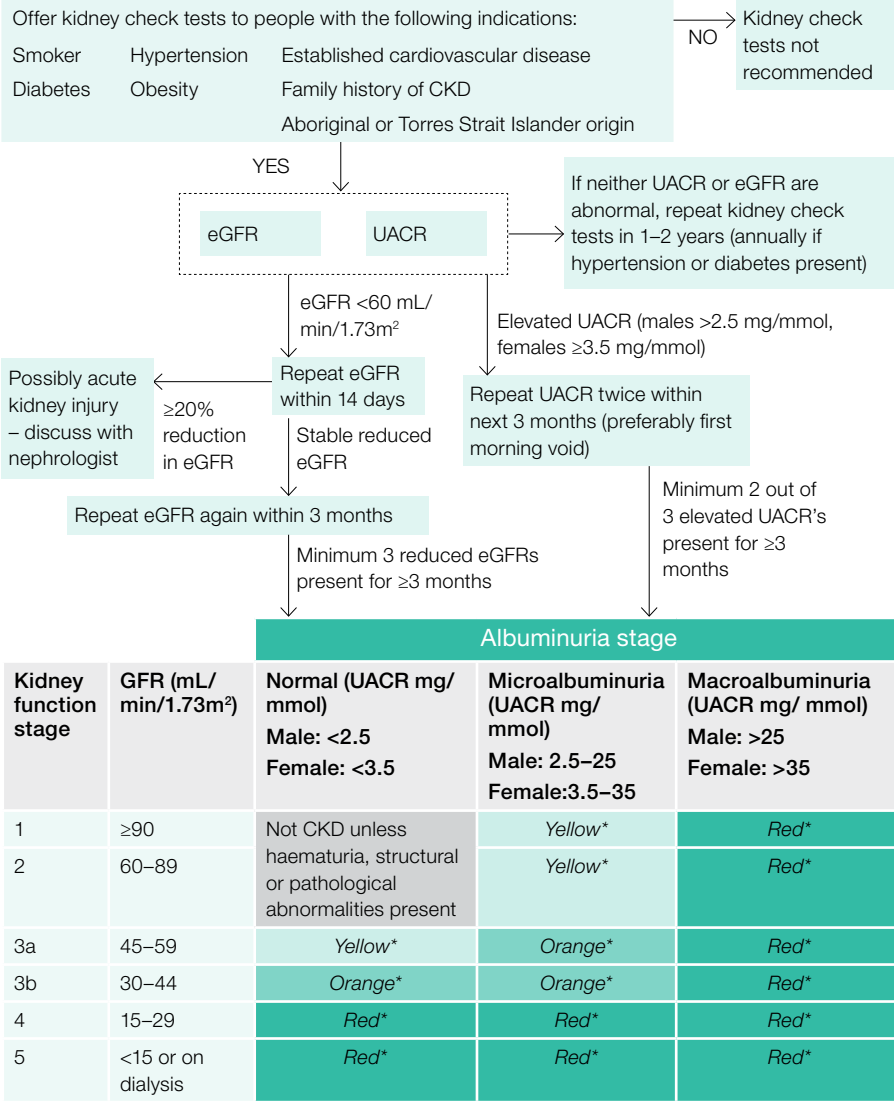 Offer kidney check tests to people with the following indications:
Smoker Hypertension Established cardiovascular disease
Diabetes Obesity Family history of CKD
Aboriginal or Torres Strait Islander origin
NO
Kidney check
tests not
recommended
YES
eGFR UACR
If neither UACR or eGFR are
abnormal, repeat kidney check
tests in 1–2 years (annually if
hypertension or diabetes present)
eGFR <60 mL/
min/1.73m²
Elevated UACR (males >2.5 mg/mmol,
females ≥3.5 mg/mmol)
Possibly acute
kidney injury
– discuss with
nephrologist
≥20%
reduction
in eGFR
Repeat eGFR
within 14 days
Repeat UACR twice within
next 3 months (preferably first
morning void)
Stable reduced
eGFR
Repeat eGFR again within 3 months
Minimum 2 out of
3 elevated UACR's
present for ≥3
months
Minimum 3 reduced eGFRs
present for ≥3 months
Albuminuria stage
Kidney
function
stage
GFR (mL/
min/1.73m²)
Normal (UACR mg/
mmol)
Male: <2.5
Female: <3.5
Microalbuminuria
(UACR mg/
mmol)
Male: 2.5–25
Female:3.5–35
Macroalbuminuria
(UACR mg/ mmol)
Male: >25
Female: >35
1 ≥90
Not CKD unless
haematuria, structural
or pathological
abnormalities present
Yellow* Red*
2 60–89 Yellow* Red*
3a 45–59 Yellow* Orange* Red*
3b 30–44 Orange* Orange* Red*
4 15–29 Red* Red* Red*
5 <15 or on
dialysis
Red* Red* Red*